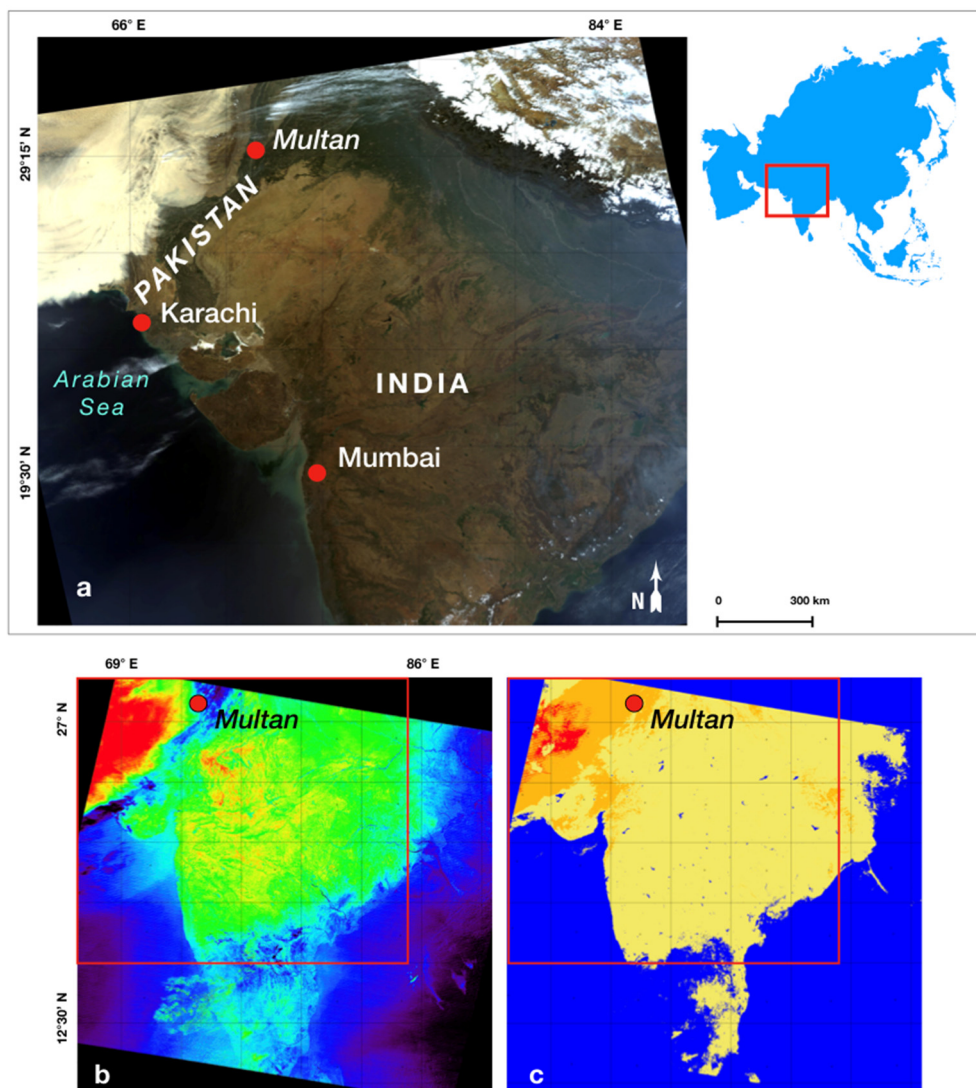 66° E
84° E
29°15' N
19°30' N
Multan
PAKISTAN
Karachi
Arabian
Sea
INDIA
Mumbai
a
N
0
300 km
69° E
86° E
27° N
12°30' N
Multan
b
Multan
c